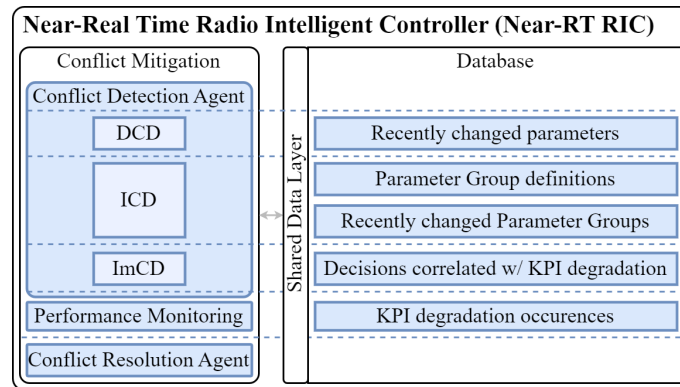 Near-Real Time Radio Intelligent Controller (Near-RT RIC)
Conflict Mitigation
Conflict Detection Agent
DCD
ICD
ImCD
Performance Monitoring
Conflict Resolution Agent
Shared Data Layer
Database
Recently changed parameters
Parameter Group definitions
Recently changed Parameter Groups
Decisions correlated w/ KPI degradation
KPI degradation occurences